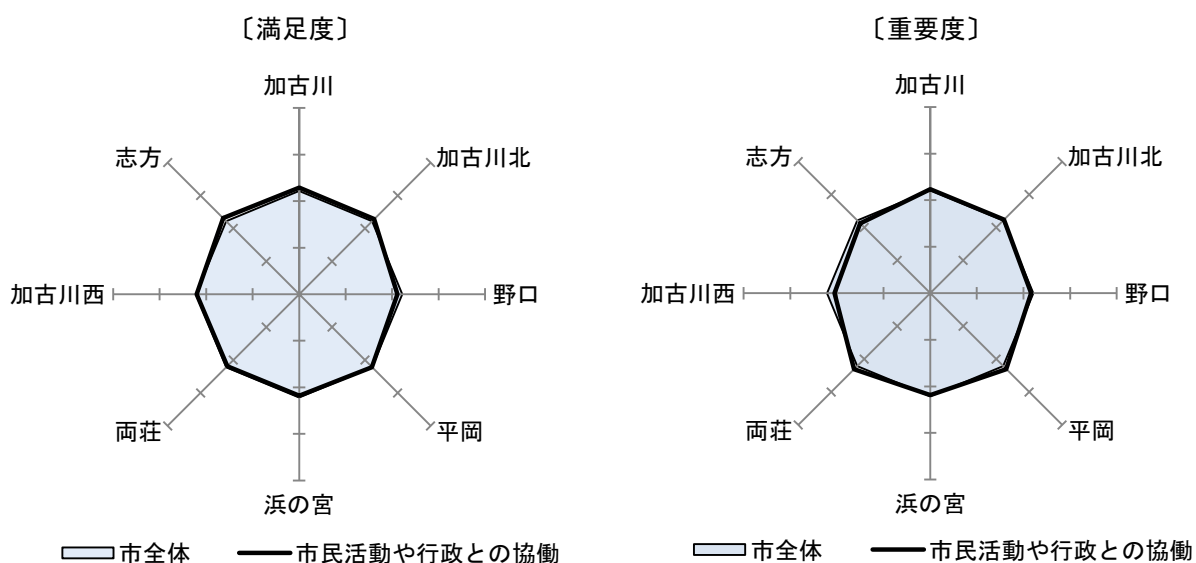 〔満足度〕
加古川
加古川北
野口
平岡
浜の宮
両荘
加古川西
志方
市全体
市民活動や行政との協働
〔重要度〕
加古川
加古川北
野口
平岡
浜の宮
両荘
加古川西
志方
市全体
市民活動や行政との協働